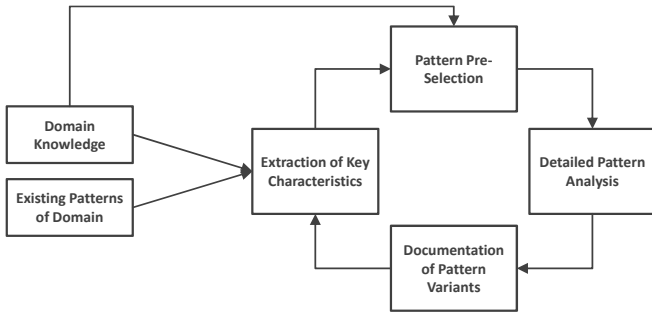 Pattern Pre-
Selection
Domain
Knowledge
Extraction of Key
Characteristics
Detailed Pattern
Analysis
Existing Patterns
of Domain
Documentation
of Pattern
Variants